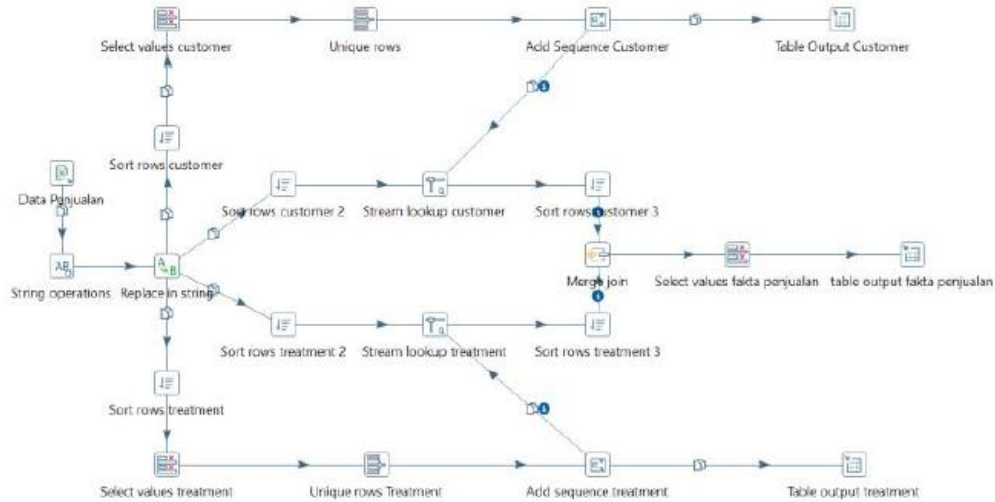 Select values customer
Unique rows
Add Sequence Customer
Table Output Customer
Sort rows customer
Data Penjualan
Sort rows customer 2
Stream lookup customer
Sort rows customer 3
String operations
Replace in string
Merge join
Select values fakta penjualan
table output fakta penjualan
Sort rows treatment 2
Stream lookup treatment
Sort rows treatment 3
Sort rows treatment
Select values treatment
Unique rows Treatment
Add sequence treatment
Table output treatment